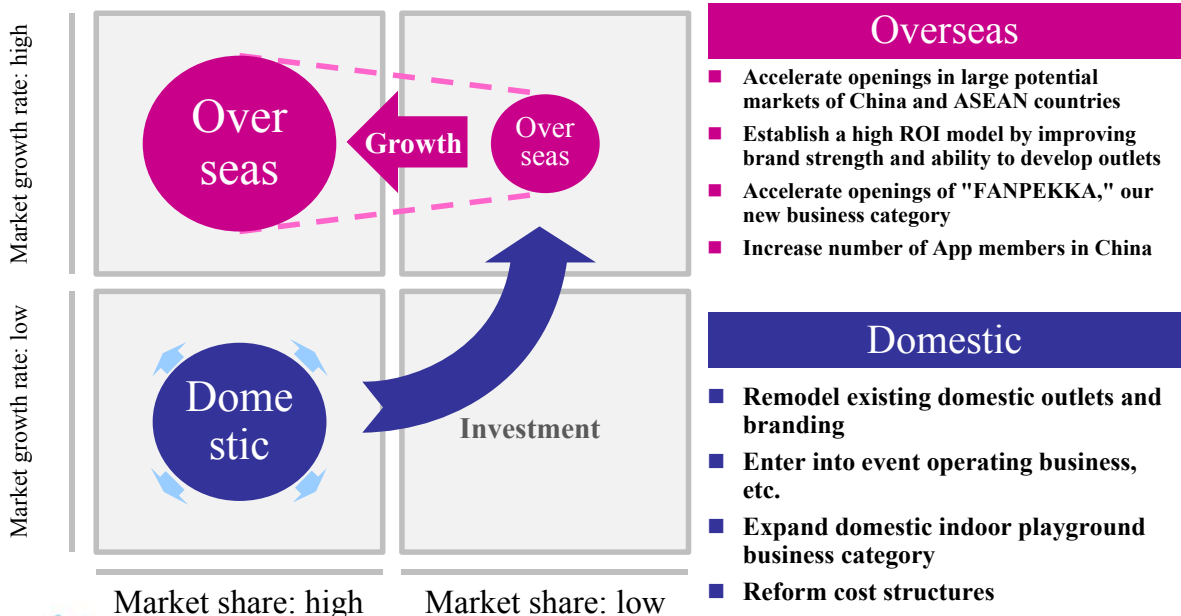 Market growth rate: high
Over
seas
Growth
Over
seas
Market growth rate: low
Dome
stic
Investment
Market share: high
Market share: low
Overseas
Accelerate openings in large potential
markets of China and ASEAN countries
Establish a high ROI model by improving
brand strength and ability to develop outlets
Accelerate openings of "FANPEKKA," our
new business category
Increase number of App members in China
Domestic
Remodel existing domestic outlets and
branding
Enter into event operating business,
etc.
Expand domestic indoor playground
business category
Reform cost structures